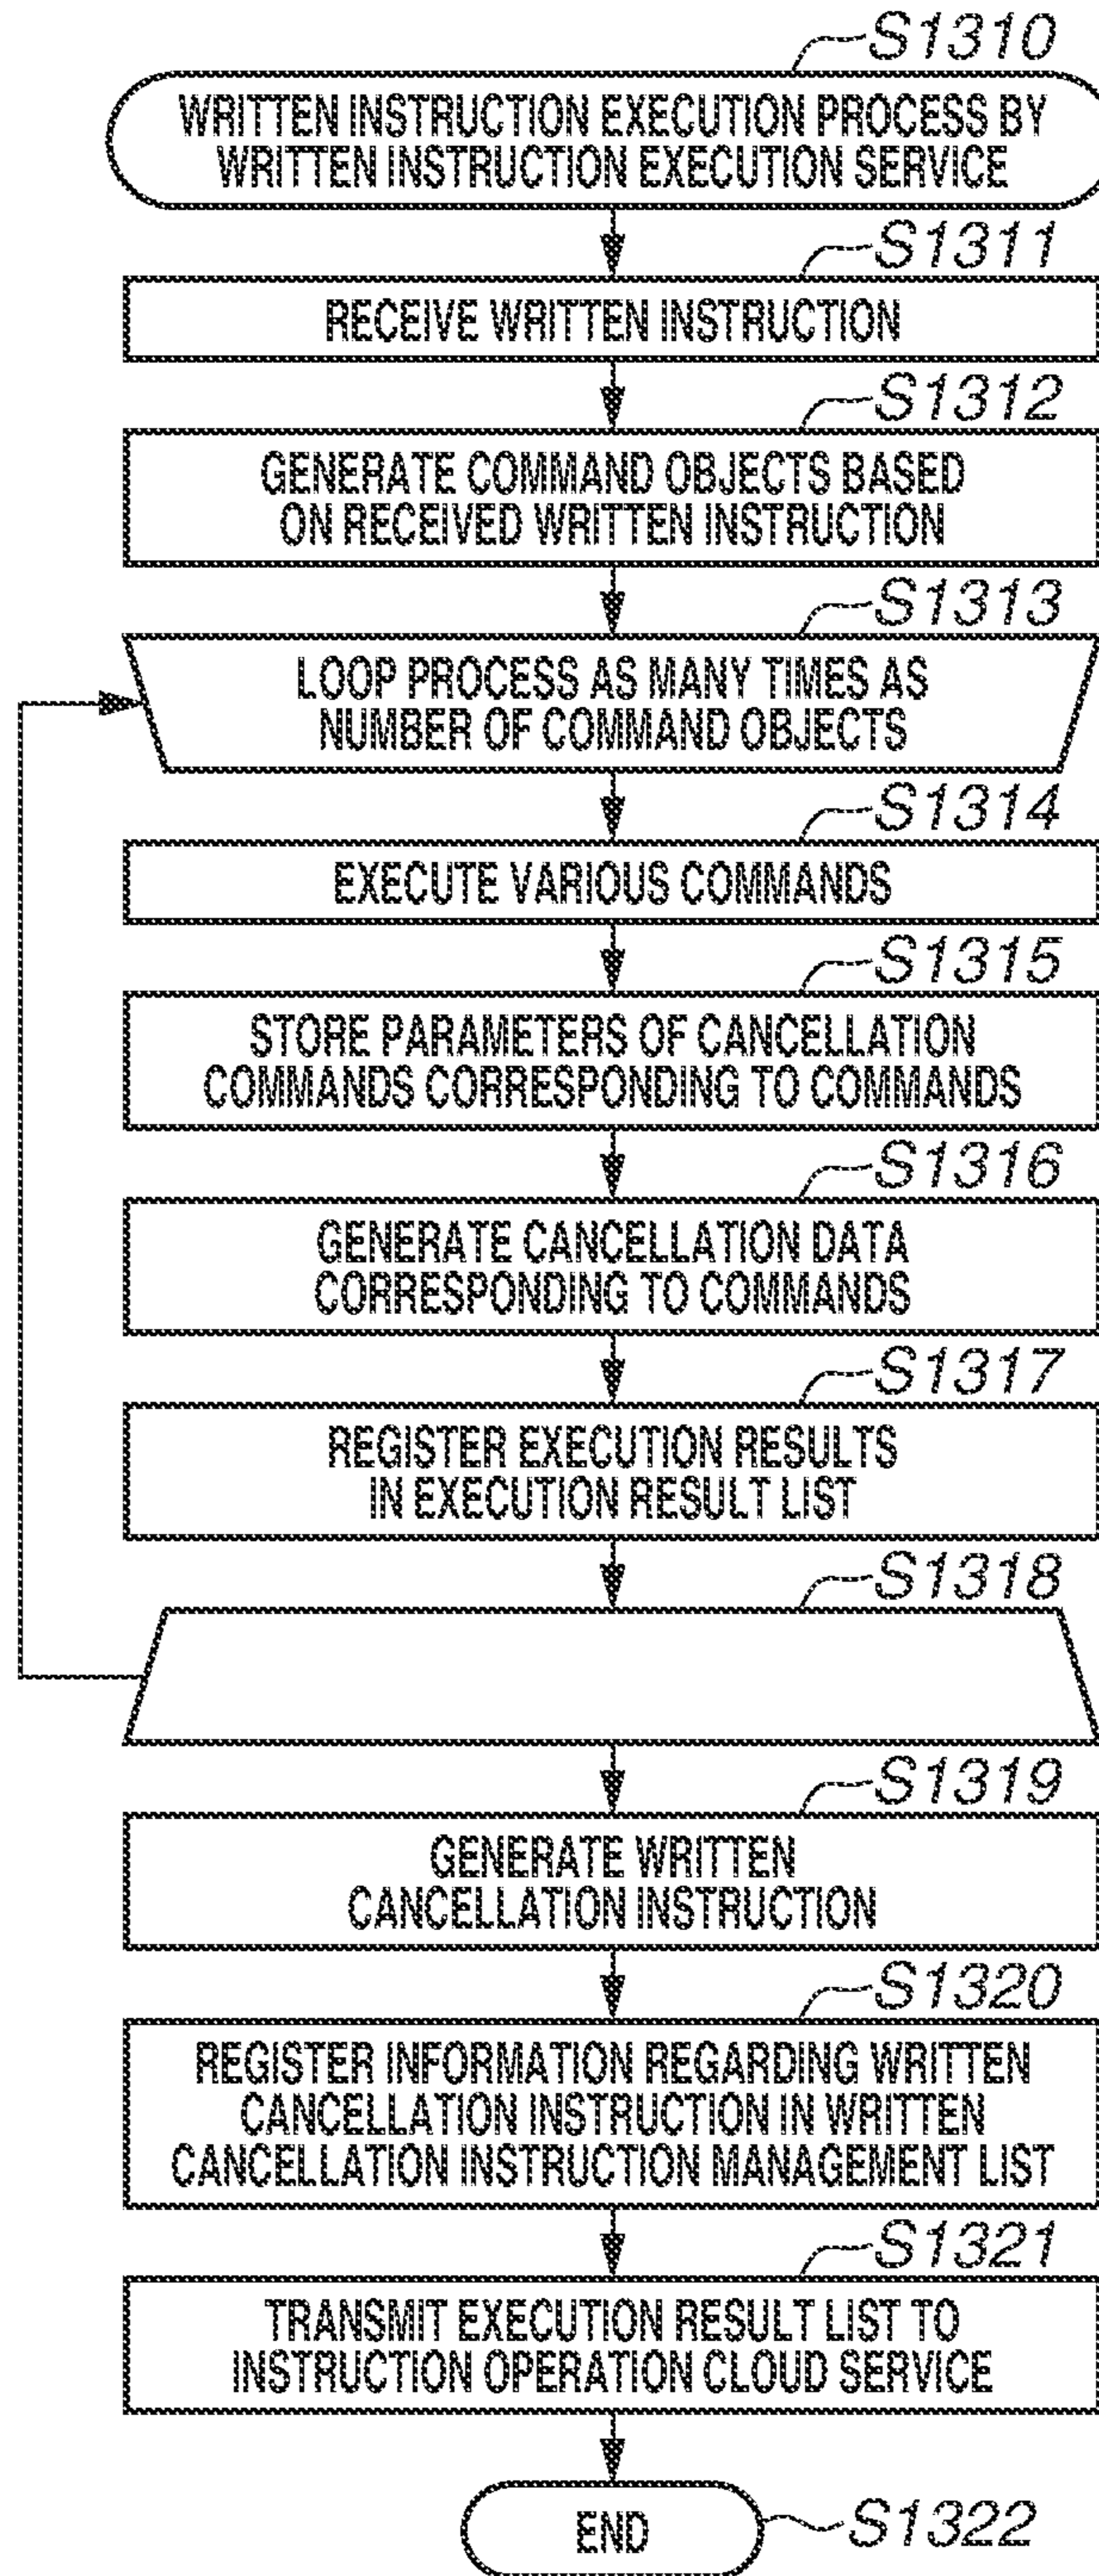 S1310
WRITTEN INSTRUCTION EXECUTION PROCESS BY
WRITTEN INSTRUCTION EXECUTION SERVICE
S1311
RECEIVE WRITTEN INSTRUCTION
S1312
GENERATE COMMAND OBJECTS BASED
ON RECEIVED WRITTEN INSTRUCTION
S1313
LOOP PROCESS AS MANY TIMES AS
NUMBER OF COMMAND OBJECTS
S1314
EXECUTE VARIOUS COMMANDS
S1315
STORE PARAMETERS OF CANCELLATION
COMMANDS CORRESPONDING TO COMMANDS
S1316
GENERATE CANCELLATION DATA
CORRESPONDING TO COMMANDS
S1317
REGISTER EXECUTION RESULTS
IN EXECUTION RESULT LIST
S1318
S1319
GENERATE WRITTEN
CANCELLATION INSTRUCTION
S1320
REGISTER INFORMATION REGARDING WRITTEN
CANCELLATION INSTRUCTION IN WRITTEN
CANCELLATION INSTRUCTION MANAGEMENT LIST
S1321
TRANSMIT EXECUTION RESULT LIST TO
INSTRUCTION OPERATION CLOUD SERVICE
END
S1322